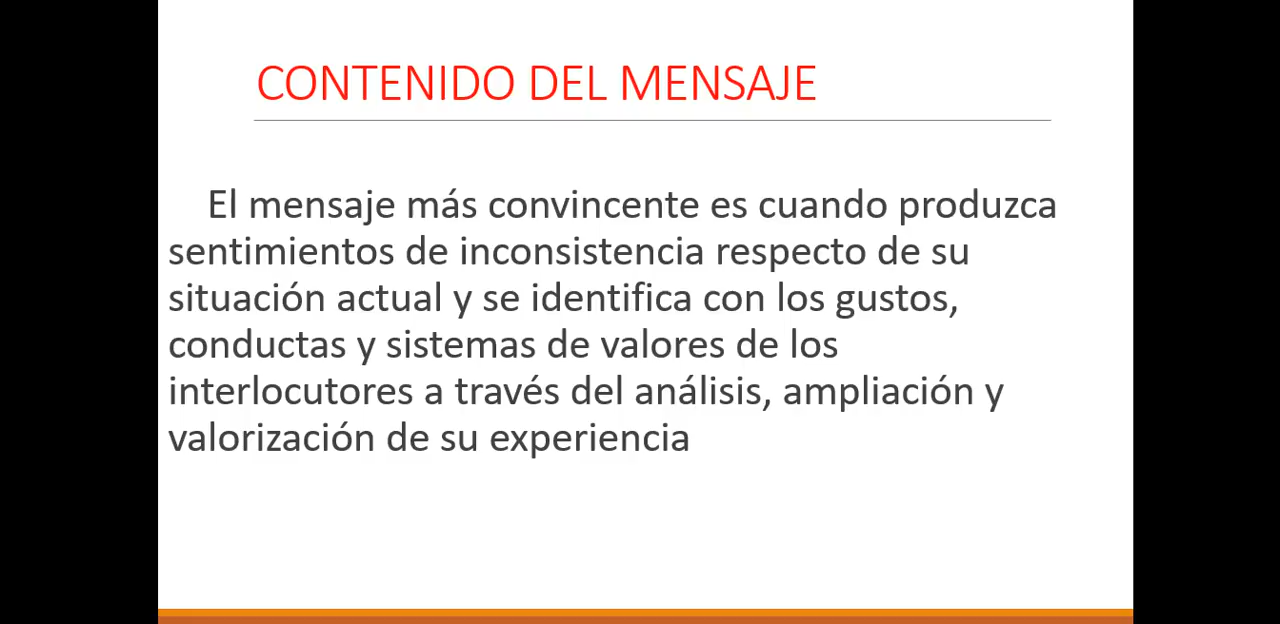 CONTENIDO DEL MENSAJE
El mensaje más convincente es cuando produzca
sentimientos de inconsistencia respecto de su
situación actual y se identifica con los gustos,
conductas y sistemas de valores de los
interlocutores a través del análisis, ampliación y
valorización de su experiencia